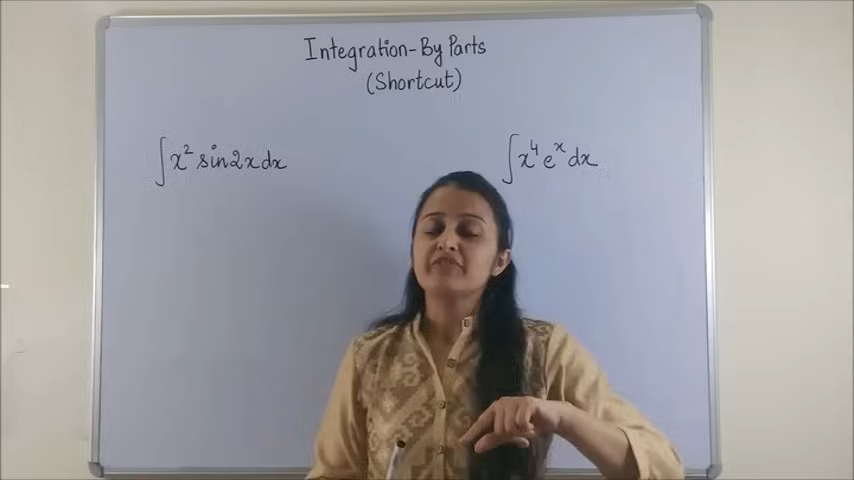 Integration-By Parts
(Shortcut)
∫x² sin2x dx
∫x⁴ eˣ dx